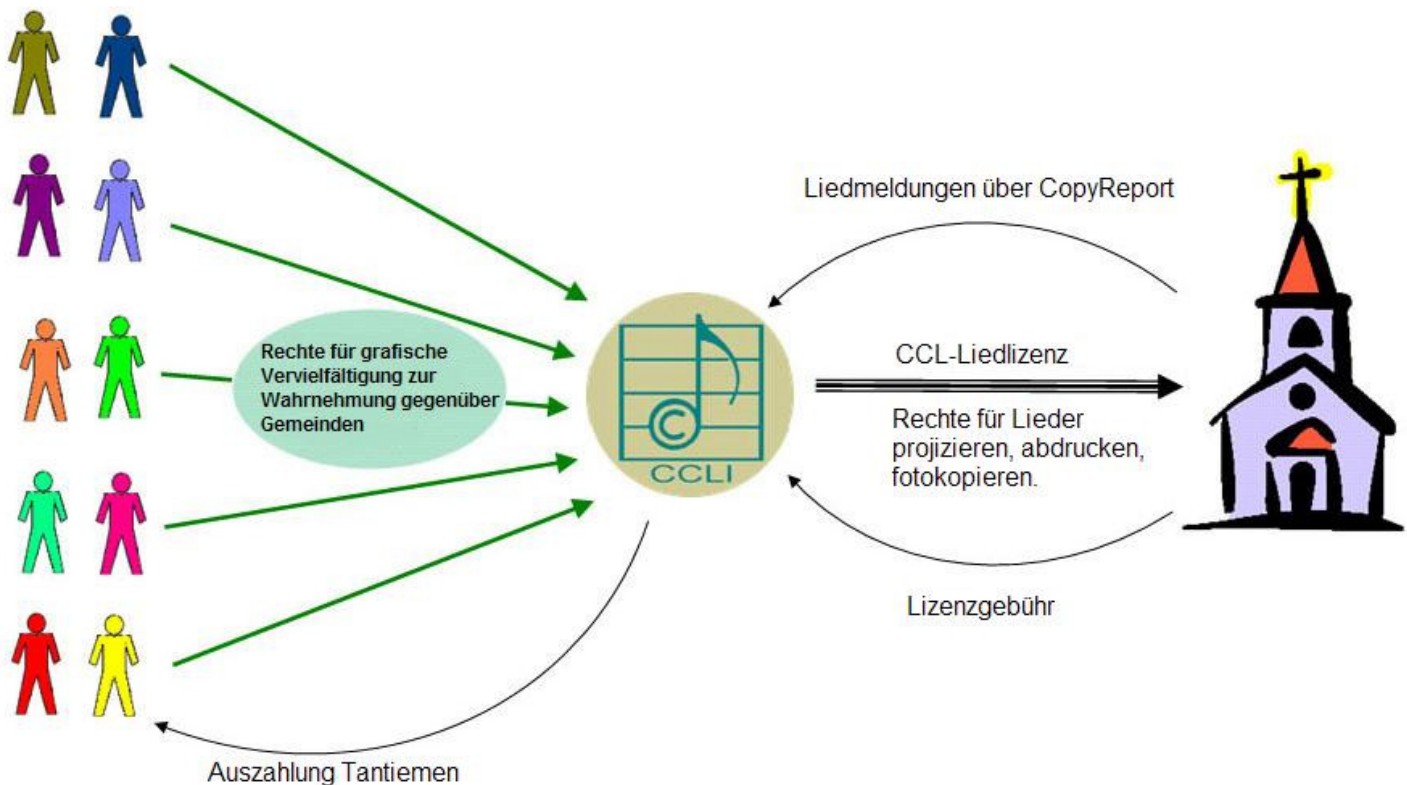 Liedmeldungen über CopyReport
Rechte für grafische
Vervielfältigung zur
Wahrnehmung gegenüber
Gemeinden
©
CCLI
CCL-Liedlizenz
Rechte für Lieder
projizieren, abdrucken,
fotokopieren.
Lizenzgebühr
Auszahlung Tantiemen